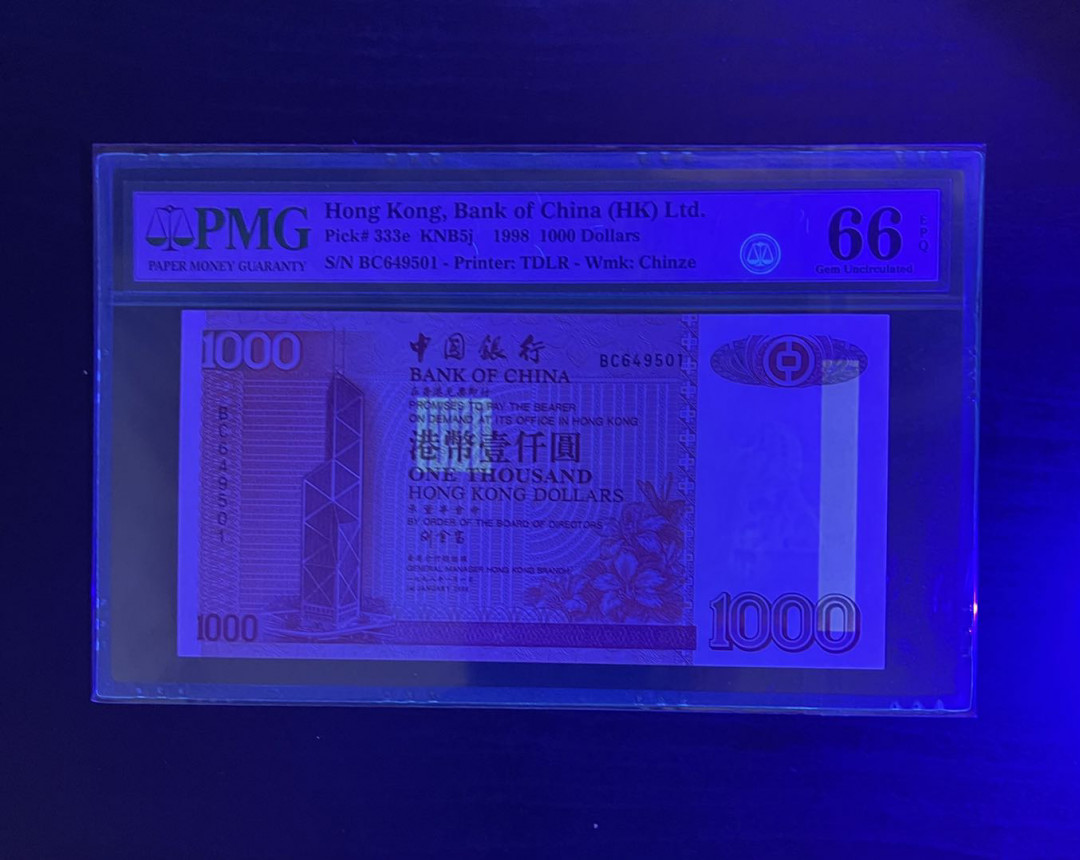 PMG
PAPER MONEY GUARANTY
Hong Kong, Bank of China (HK) Ltd.
Pick# 333e KNB5j 1998 1000 Dollars
S/N BC649501 - Printer: TDLR - Wmk: Chinze
66
EPQ
Gem Uncirculated
1000
中国銀行
BC649501
BANK OF CHINA
PROMISES TO PAY THE BEARER
ON DEMAND AT ITS OFFICE IN HONG KONG
港幣壹仟圓
ONE THOUSAND
HONG KONG DOLLARS
BY ORDER OF THE BOARD OF DIRECTORS
GENERAL MANAGER HONG KONG BRANCH
1st JANUARY 1998
BC649501
1000
1000